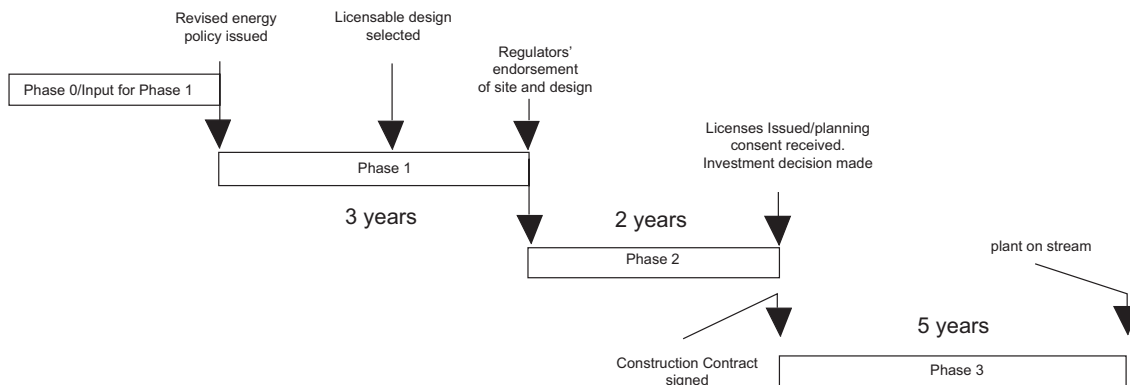 Revised energy
policy issued
Licensable design
selected
Regulators’
endorsement
of site and design
Phase 0/Input for Phase 1
Licenses Issued/planning
consent received.
Investment decision made
Phase 1
3 years
2 years
Phase 2
plant on stream
5 years
Construction Contract
signed
Phase 3